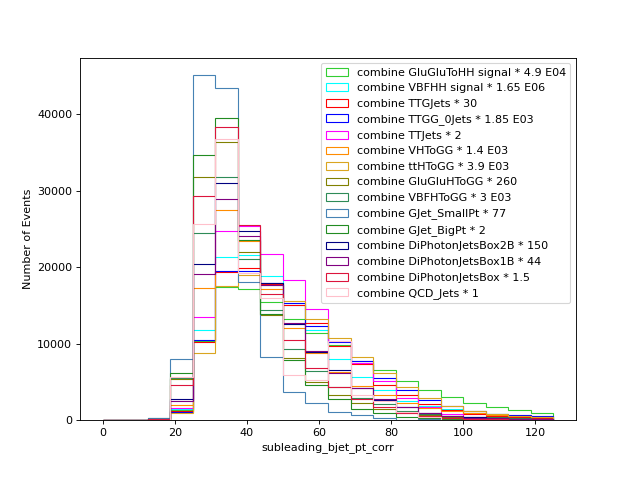 combine GluGluToHH signal * 4.9 E04
combine VBFHH signal * 1.65 E06
combine TTGJets * 30
combine TTGG_0Jets * 1.85 E03
combine TTJets * 2
combine VHToGG * 1.4 E03
combine ttHToGG * 3.9 E03
combine GluGluHToGG * 260
combine VBFHToGG * 3 E03
combine GJet_SmallPt * 77
combine GJet_BigPt * 2
combine DiPhotonJetsBox2B * 150
combine DiPhotonJetsBox1B * 44
combine DiPhotonJetsBox * 1.5
combine QCD_Jets * 1
Number of Events
40000
30000
20000
10000
0
0 20 40 60 80 100 120
subleading_bjet_pt_corr